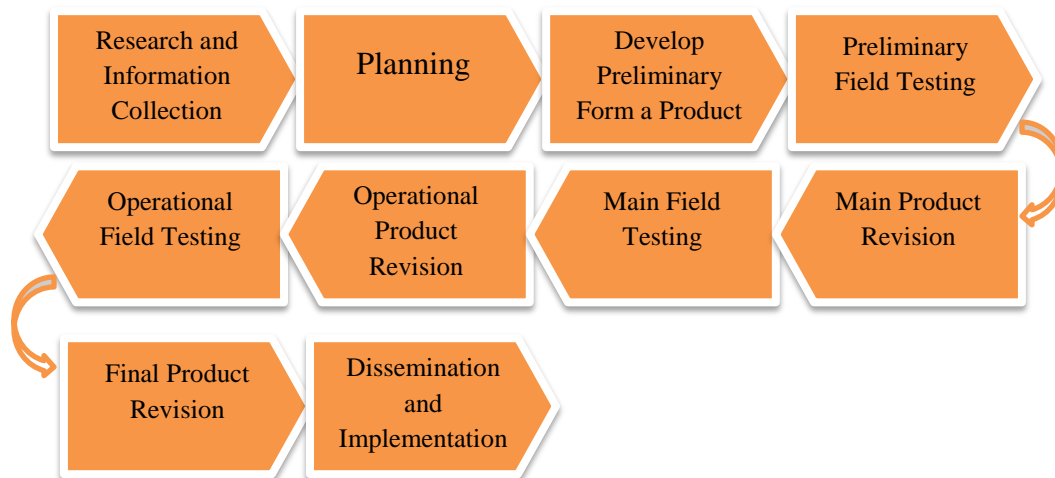 Research and
Information
Collection
Planning
Develop
Preliminary
Form a Product
Preliminary
Field Testing
Main Product
Revision
Main Field
Testing
Operational
Product
Revision
Operational
Field Testing
Final Product
Revision
Dissemination
and
Implementation